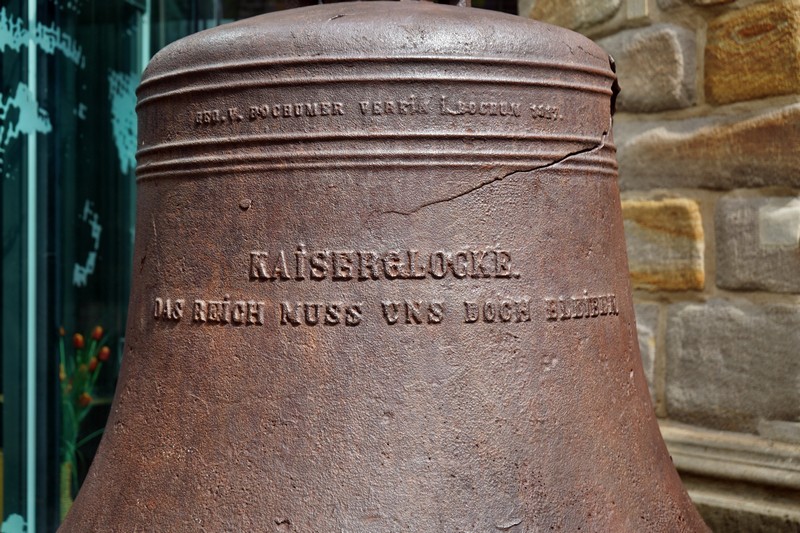 GEG. V. BOCHUMER VEREIN I. BOCHUM
KAISERGLOCKE.
DAS REICH MUSS UNS DOCH BLEIBEN.